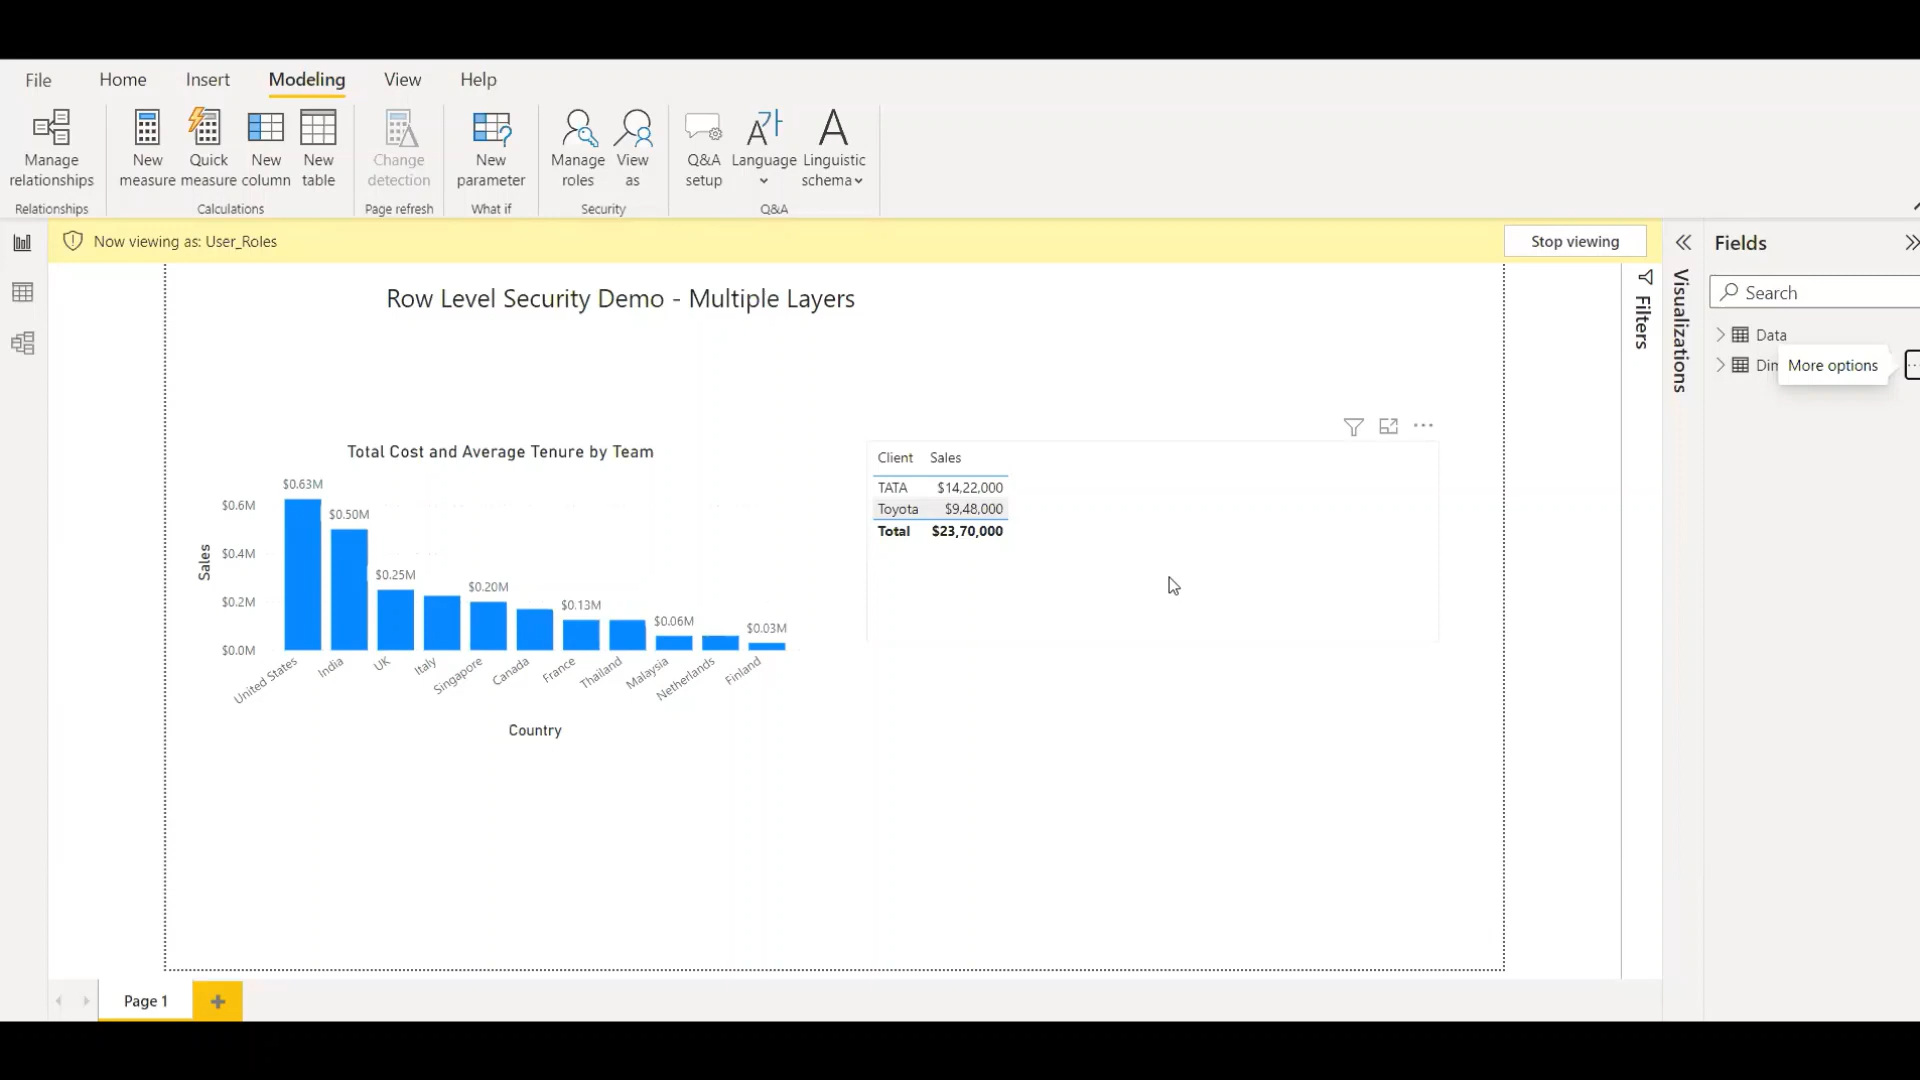 File Home Insert Modeling View Help
Manage relationships
New measure
Quick measure
New column
New table
Change detection
New parameter
Manage roles
View as
Q&A setup
Language
Linguistic schema
Relationships
Calculations
Page refresh
What if
Security
Q&A
Now viewing as: User_Roles
Stop viewing
Fields
Search
Data
Dim
More options
Filters
Visualizations
Row Level Security Demo - Multiple Layers
Total Cost and Average Tenure by Team
Sales
$0.6M
$0.4M
$0.2M
$0.0M
$0.63M
$0.50M
$0.25M
$0.20M
$0.13M
$0.06M
$0.03M
United States
India
UK
Italy
Singapore
Canada
France
Thailand
Malaysia
Netherlands
Finland
Country
Client Sales
TATA $14,22,000
Toyota $9,48,000
Total $23,70,000
Page 1